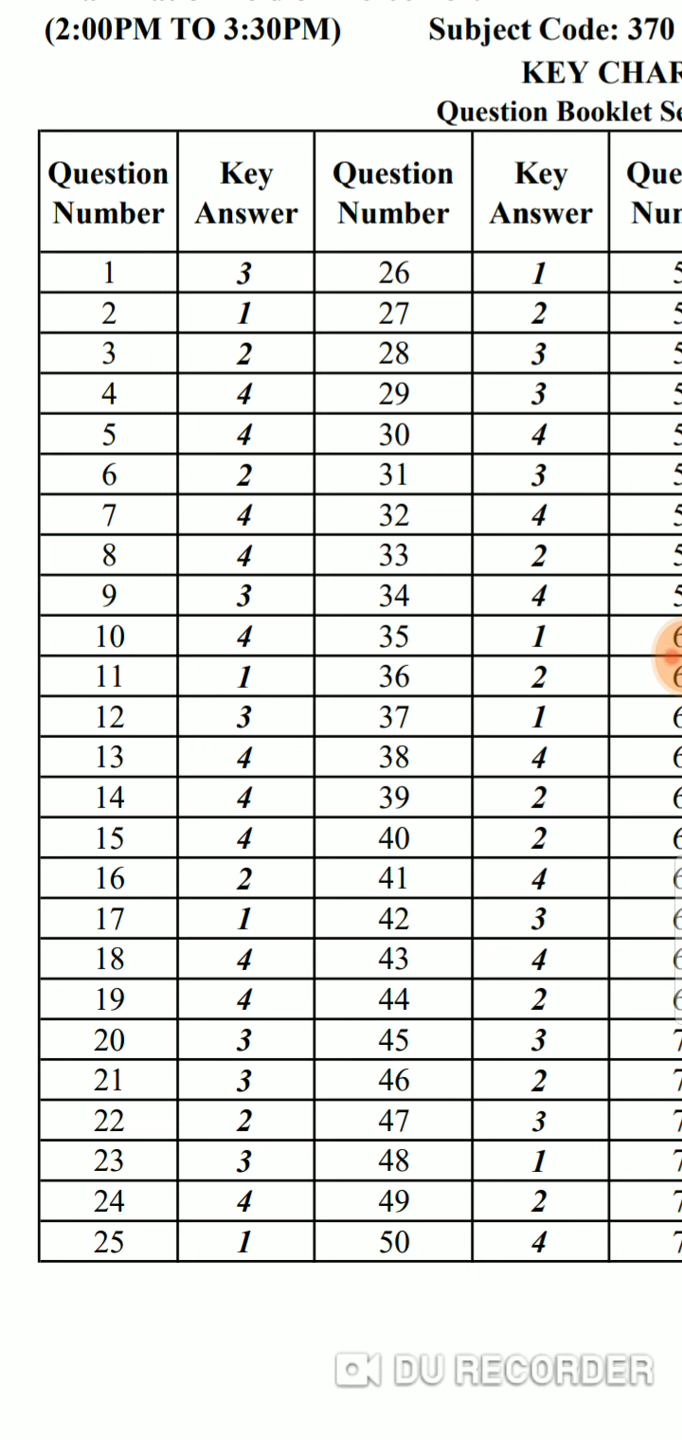 (2:00PM TO 3:30PM) Subject Code: 370
KEY
Question Booklet
Question Key Question Key
Number Answer Number Answer
1 3 26 1
2 1 27 2
3 2 28 3
4 4 29 3
5 4 30 4
6 2 31 3
7 4 32 4
8 4 33 2
9 3 34 4
10 4 35 1
11 1 36 2
12 3 37 1
13 4 38 4
14 4 39 2
15 4 40 2
16 2 41 4
17 1 42 3
18 4 43 4
19 4 44 2
20 3 45 3
21 3 46 2
22 2 47 3
23 3 48 1
24 4 49 2
25 1 50 4
DU RECORDER